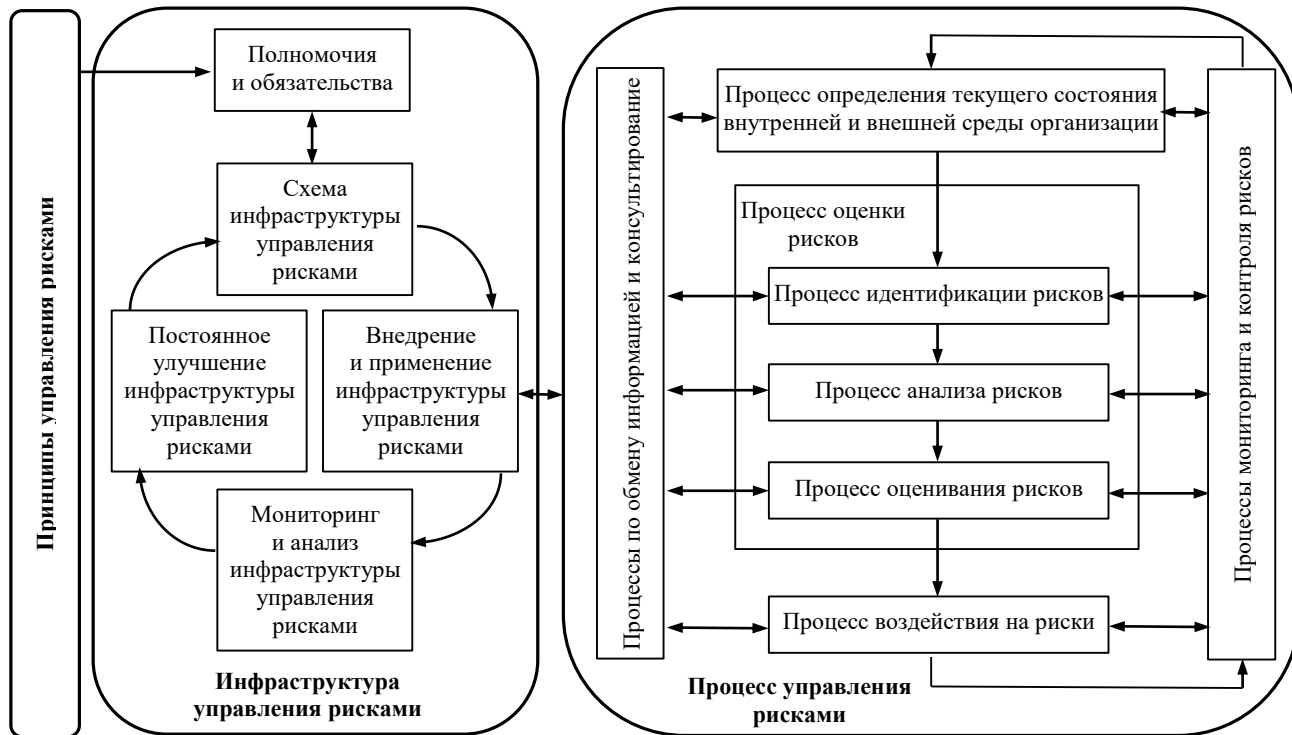 Принципы управления рисками
Полномочия
и обязательства
Схема
инфраструктуры
управления
рисками
Постоянное
улучшение
инфраструктуры
управления
рисками
Внедрение
и применение
инфраструктуры
управления
рисками
Мониторинг
и анализ
инфраструктуры
управления
рисками
Инфраструктура
управления рисками
Процессы по обмену информацией и консультирование
Процесс определения текущего состояния
внутренней и внешней среды организации
Процесс оценки
рисков
Процесс идентификации рисков
Процесс анализа рисков
Процесс оценивания рисков
Процесс воздействия на риски
Процессы мониторинга и контроля рисков
Процесс управления
рисками